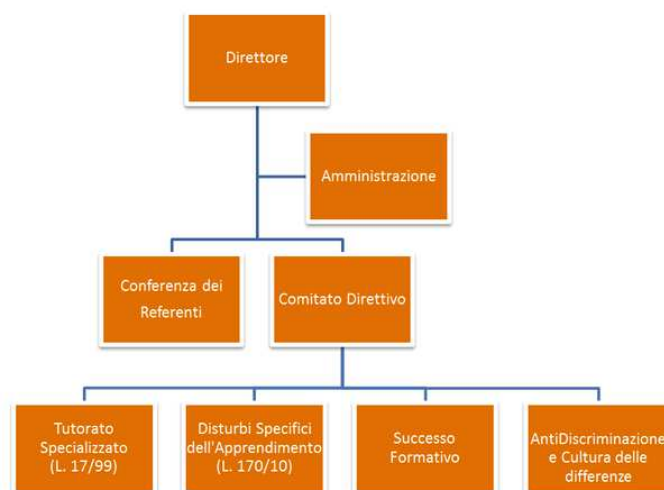 Direttore
Amministrazione
Conferenza dei
Referenti
Comitato Direttivo
Tutorato
Specializzato
(L. 17/99)
Disturbi Specifici
dell'Apprendimento
(L. 170/10)
Successo
Formativo
AntiDiscriminazione
e Cultura delle
differenze